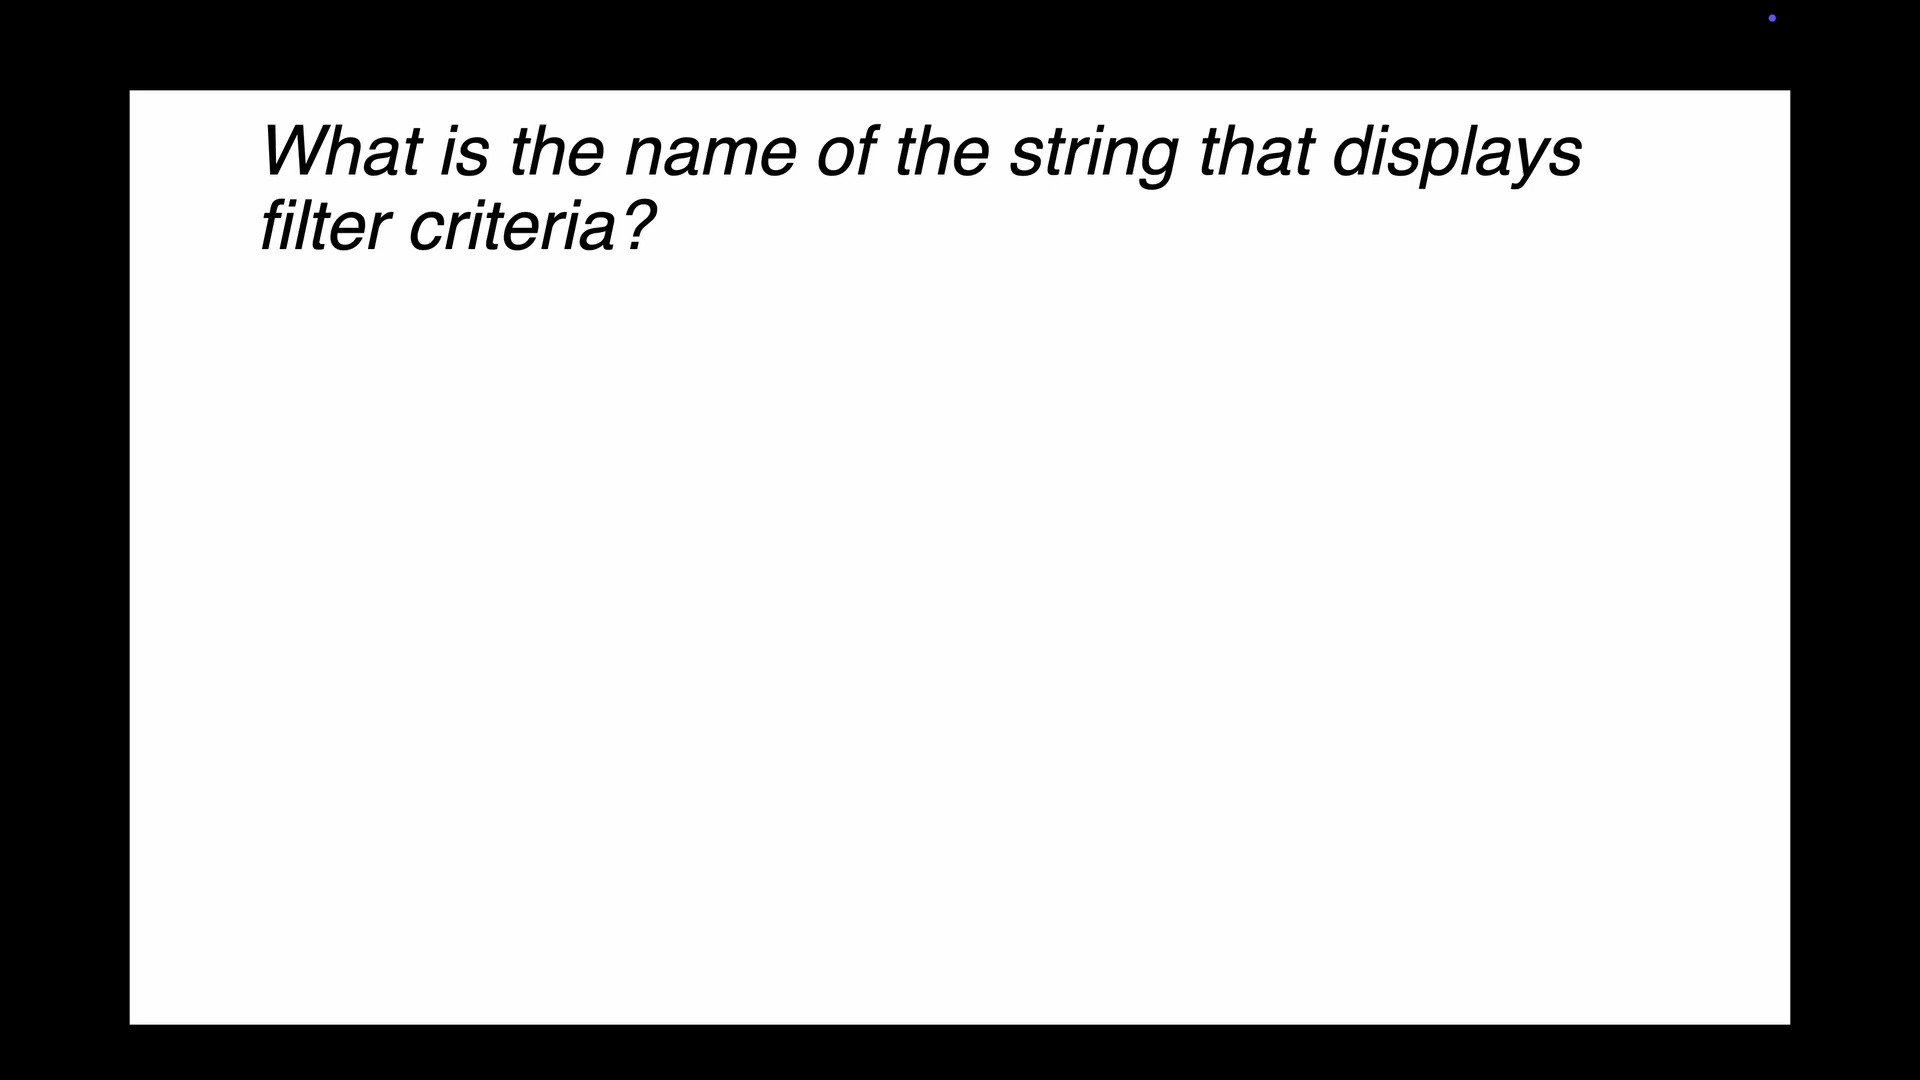 What is the name of the string that displays
filter criteria?